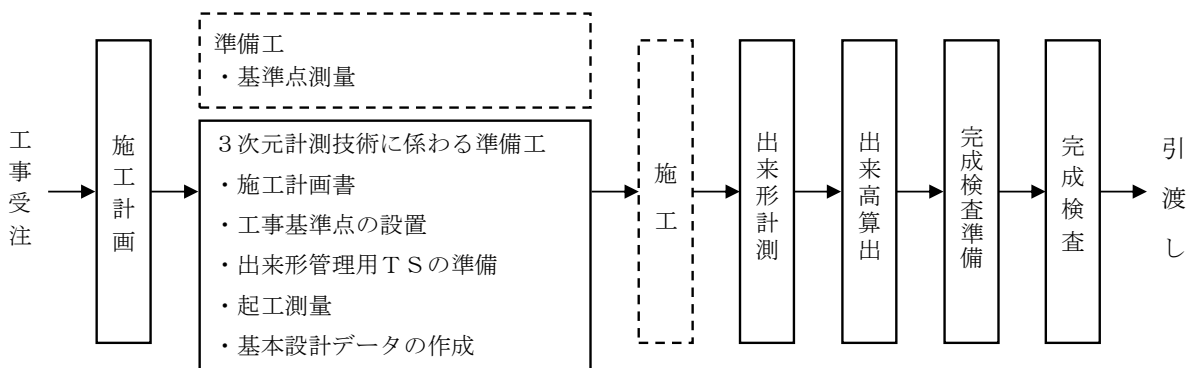 工事受注
施工計画
準備工
・基準点測量
３次元計測技術に係わる準備工
・施工計画書
・工事基準点の設置
・出来形管理用ＴＳの準備
・起工測量
・基本設計データの作成
施工
出来形計測
出来高算出
完成検査準備
完成検査
引渡し